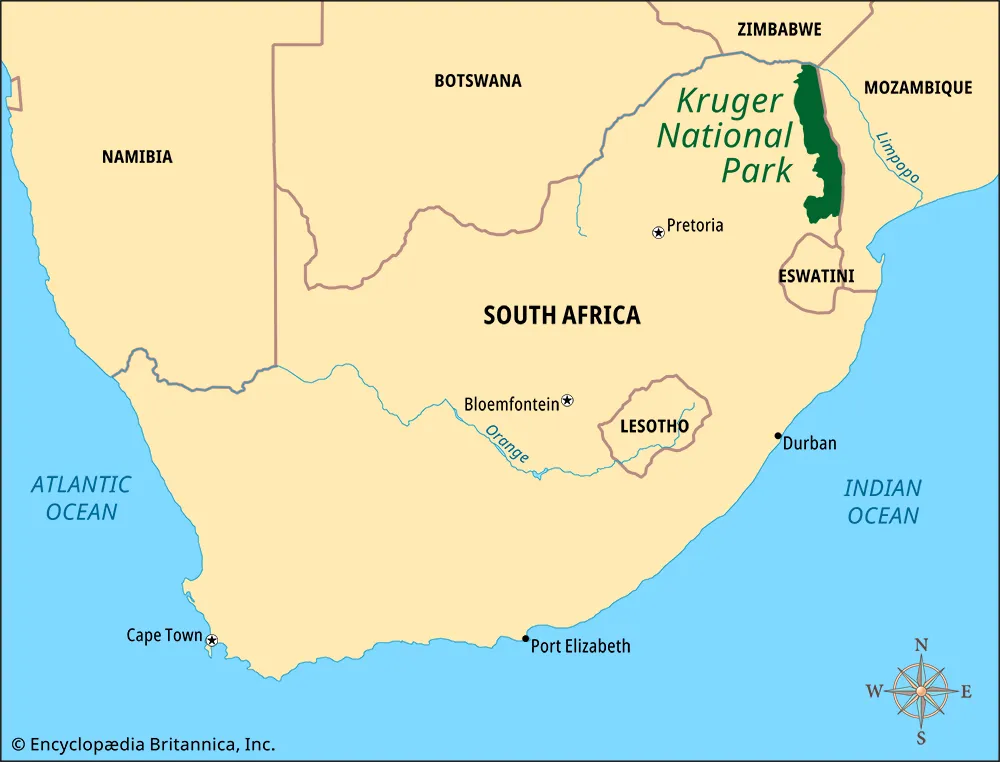 ZIMBABWE
BOTSWANA
MOZAMBIQUE
Kruger
National
Park
NAMIBIA
Limpopo
Pretoria
ESWATINI
SOUTH AFRICA
Bloemfontein
LESOTHO
Orange
Durban
ATLANTIC
OCEAN
INDIAN
OCEAN
Cape Town
Port Elizabeth
N
W E
S
© Encyclopædia Britannica, Inc.